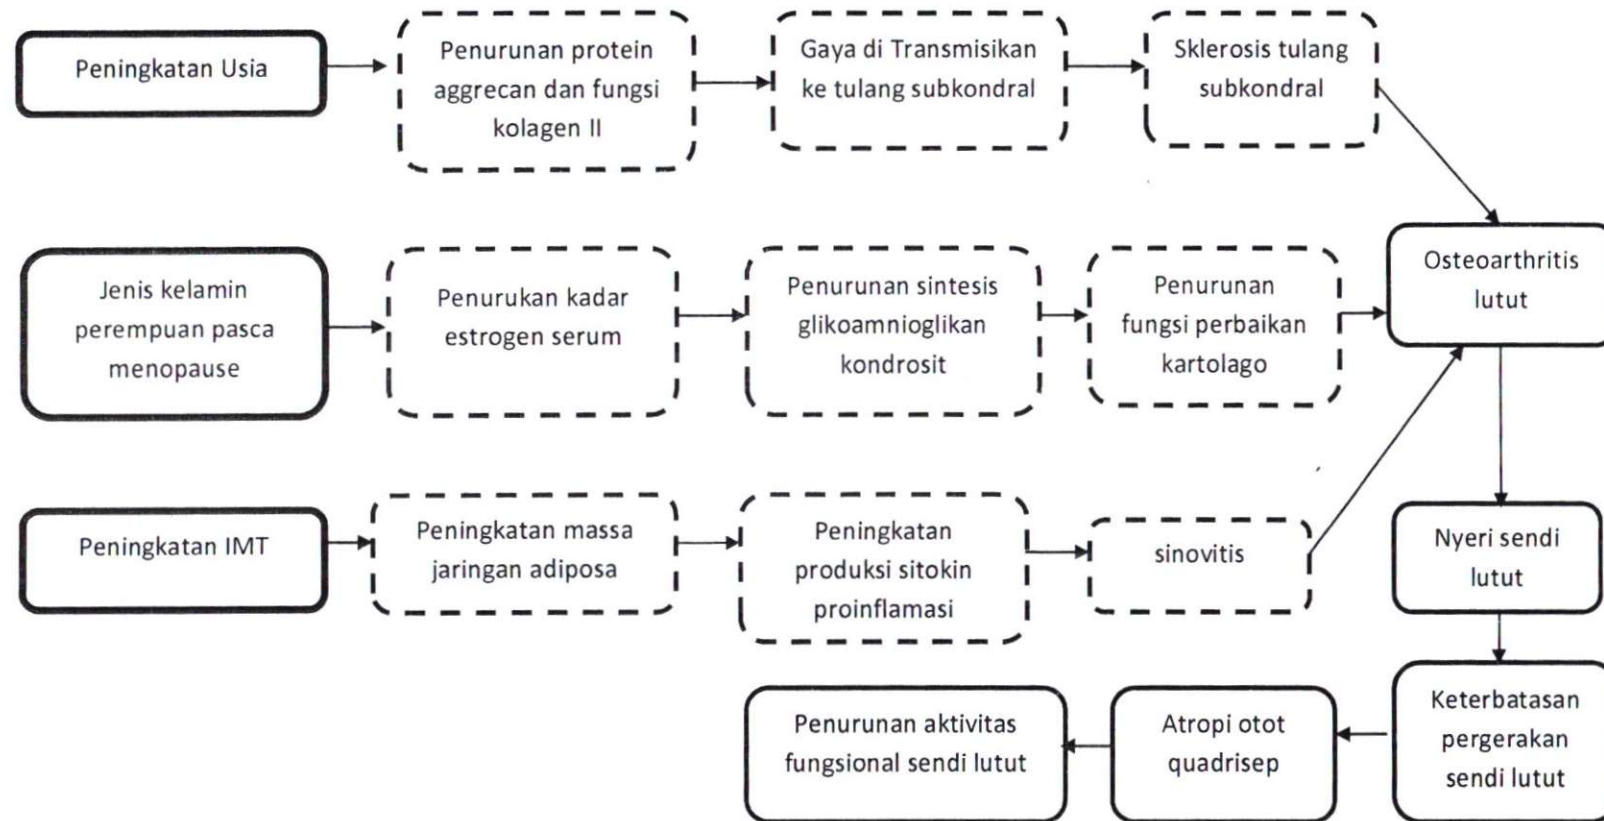 Peningkatan Usia
Penurunan protein
aggrecan dan fungsi
kolagen II
Gaya di Transmisikan
ke tulang subkondral
Sklerosis tulang
subkondral
Jenis kelamin
perempuan pasca
menopause
Penurukan kadar
estrogen serum
Penurunan sintesis
glikoamnioglikan
kondrosit
Penurunan
fungsi perbaikan
kartolago
Osteoarthritis
lutut
Peningkatan IMT
Peningkatan massa
jaringan adiposa
Peningkatan
produksi sitokin
proinflamasi
sinovitis
Nyeri sendi
lutut
Keterbatasan
pergerakan
sendi lutut
Atropi otot
quadrisep
Penurunan aktivitas
fungsional sendi lutut